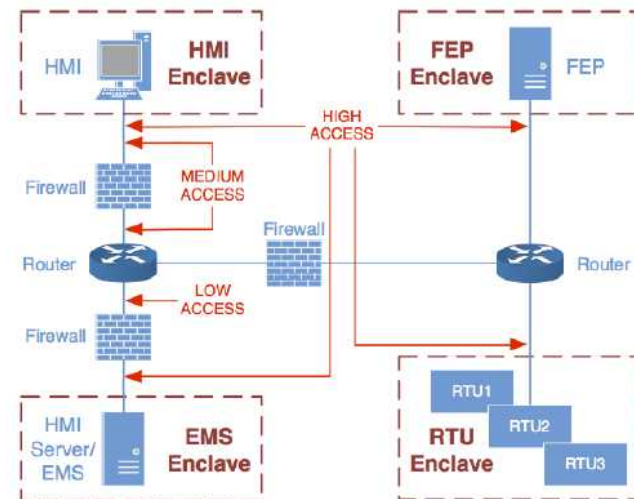 HMI
HMI
Enclave
FEP
Enclave
FEP
HIGH
ACCESS
Firewall
MEDIUM
ACCESS
Firewall
Router
Router
LOW
ACCESS
Firewall
HMI
Server/
EMS
EMS
Enclave
RTU
Enclave
RTU1
RTU2
RTU3